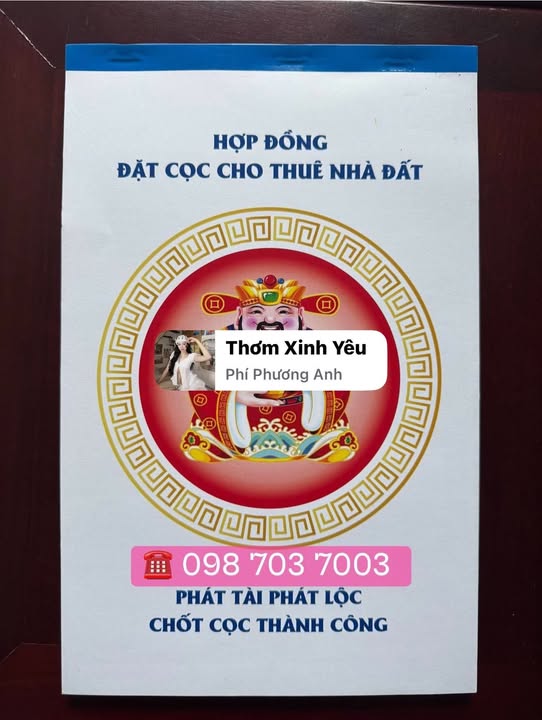 HỢP ĐỒNG
ĐẶT CỌC CHO THUÊ NHÀ ĐẤT
Thơm Xinh Yêu
Phí Phương Anh
☎️ 098 703 7003
PHÁT TÀI PHÁT LỘC
CHỐT CỌC THÀNH CÔNG